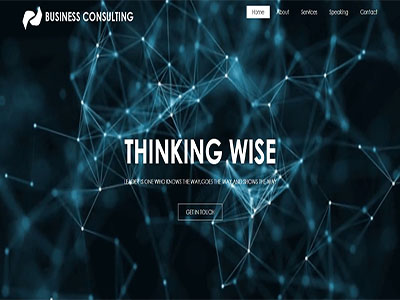 BUSINESS CONSULTING
Home About Services Speaking Contact
THINKING WISE
LEADER IS ONE WHO KNOWS THE WAY, GOES THE WAY AND SHOWS THE WAY
GET IN TOUCH